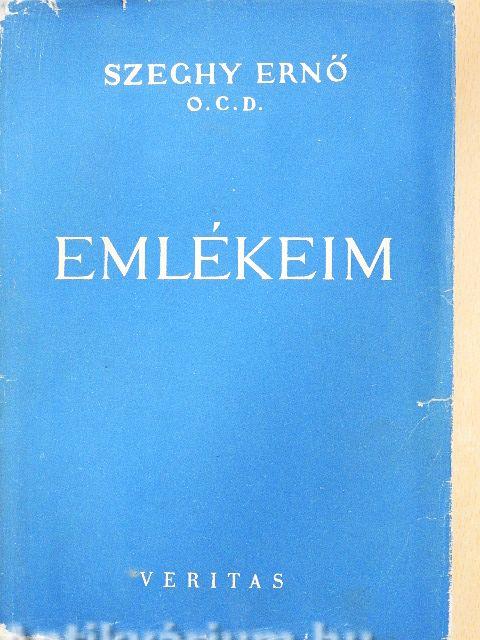 SZEGHY ERNŐ
O.C.D.
EMLÉKEIM
VERITAS